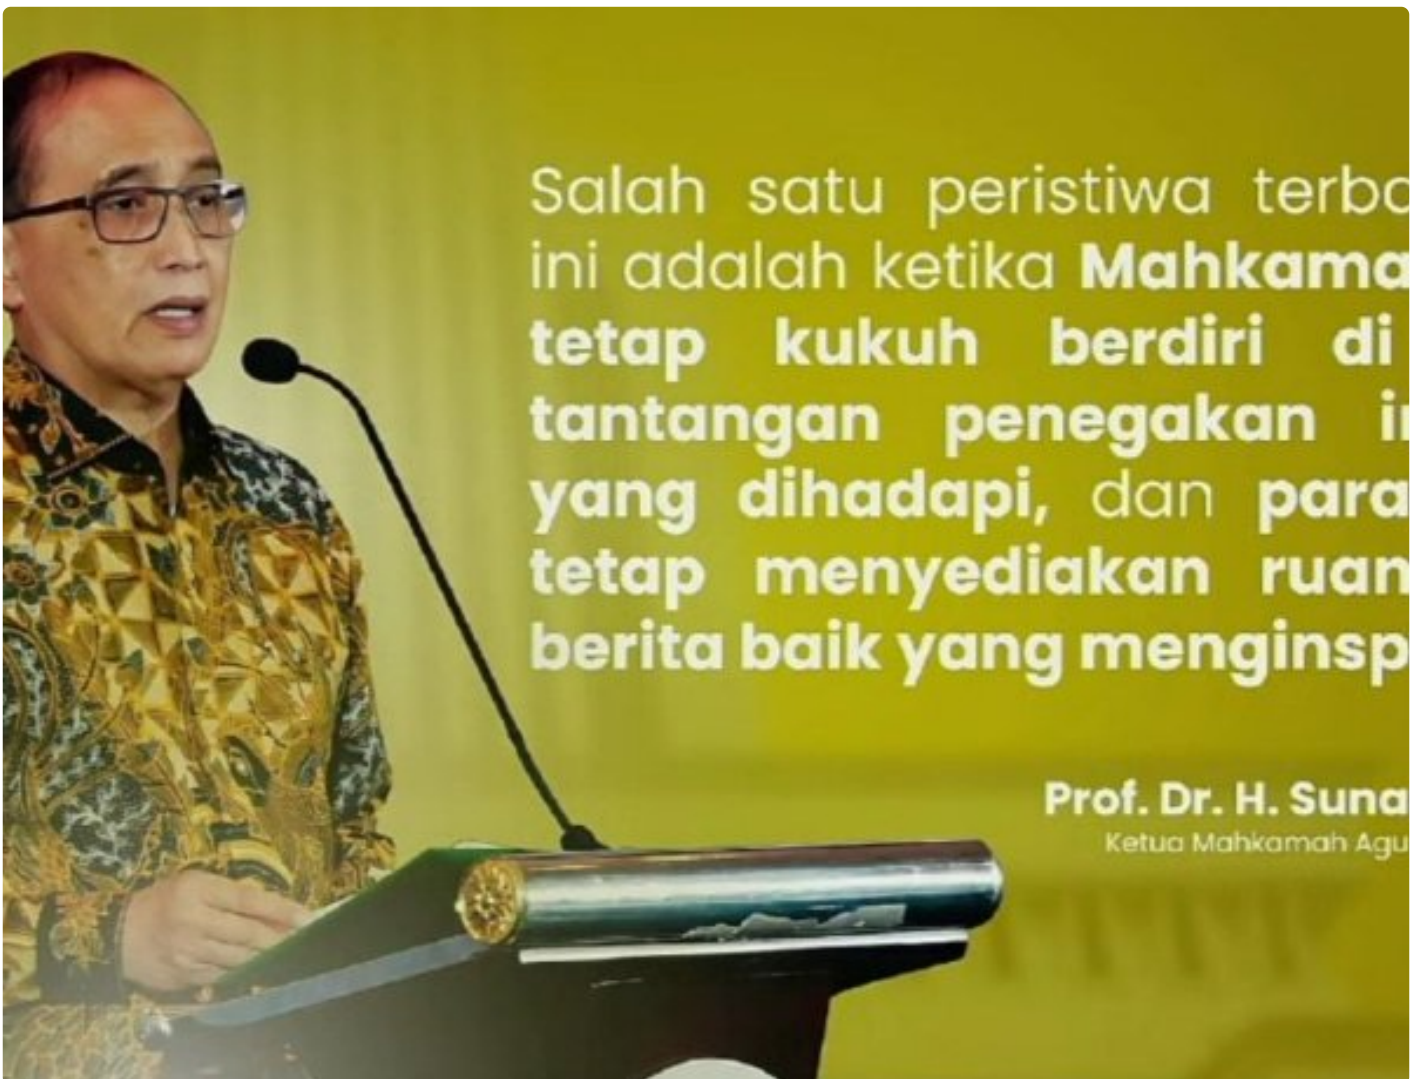 Salah satu peristiwa terba
ini adalah ketika Mahkama
tetap kukuh berdiri di
tantangan penegakan i
yang dihadapi, dan para
tetap menyediakan ruan
berita baik yang menginsp
Prof. Dr. H. Suna
Ketua Mahkamah Agu